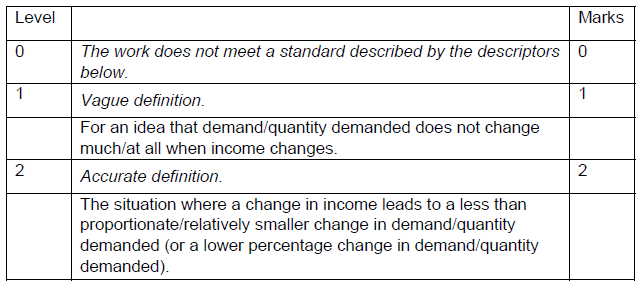 Level Marks
0 The work does not meet a standard described by the descriptors 0
below.
1 Vague definition. 1
For an idea that demand/quantity demanded does not change
much/at all when income changes.
2 Accurate definition. 2
The situation where a change in income leads to a less than
proportionate/relatively smaller change in demand/quantity
demanded (or a lower percentage change in demand/quantity
demanded).